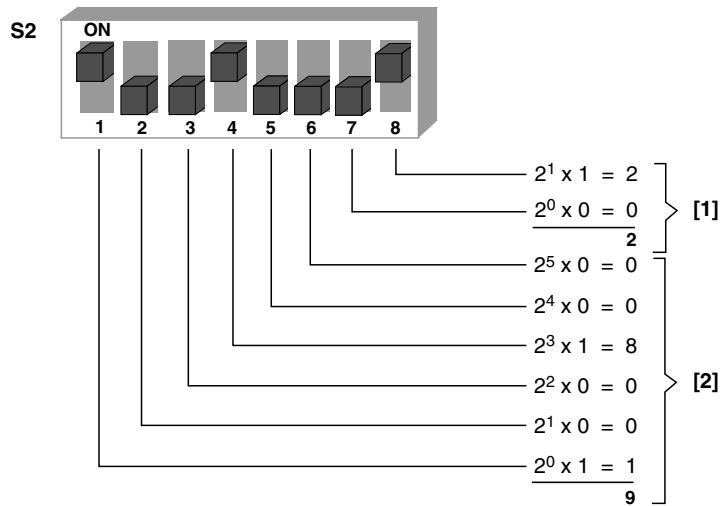 S2
ON
1 2 3 4 5 6 7 8
2¹ x 1 = 2
2⁰ x 0 = 0
2
[1]
2⁵ x 0 = 0
2⁴ x 0 = 0
2³ x 1 = 8
2² x 0 = 0
2¹ x 0 = 0
2⁰ x 1 = 1
9
[2]